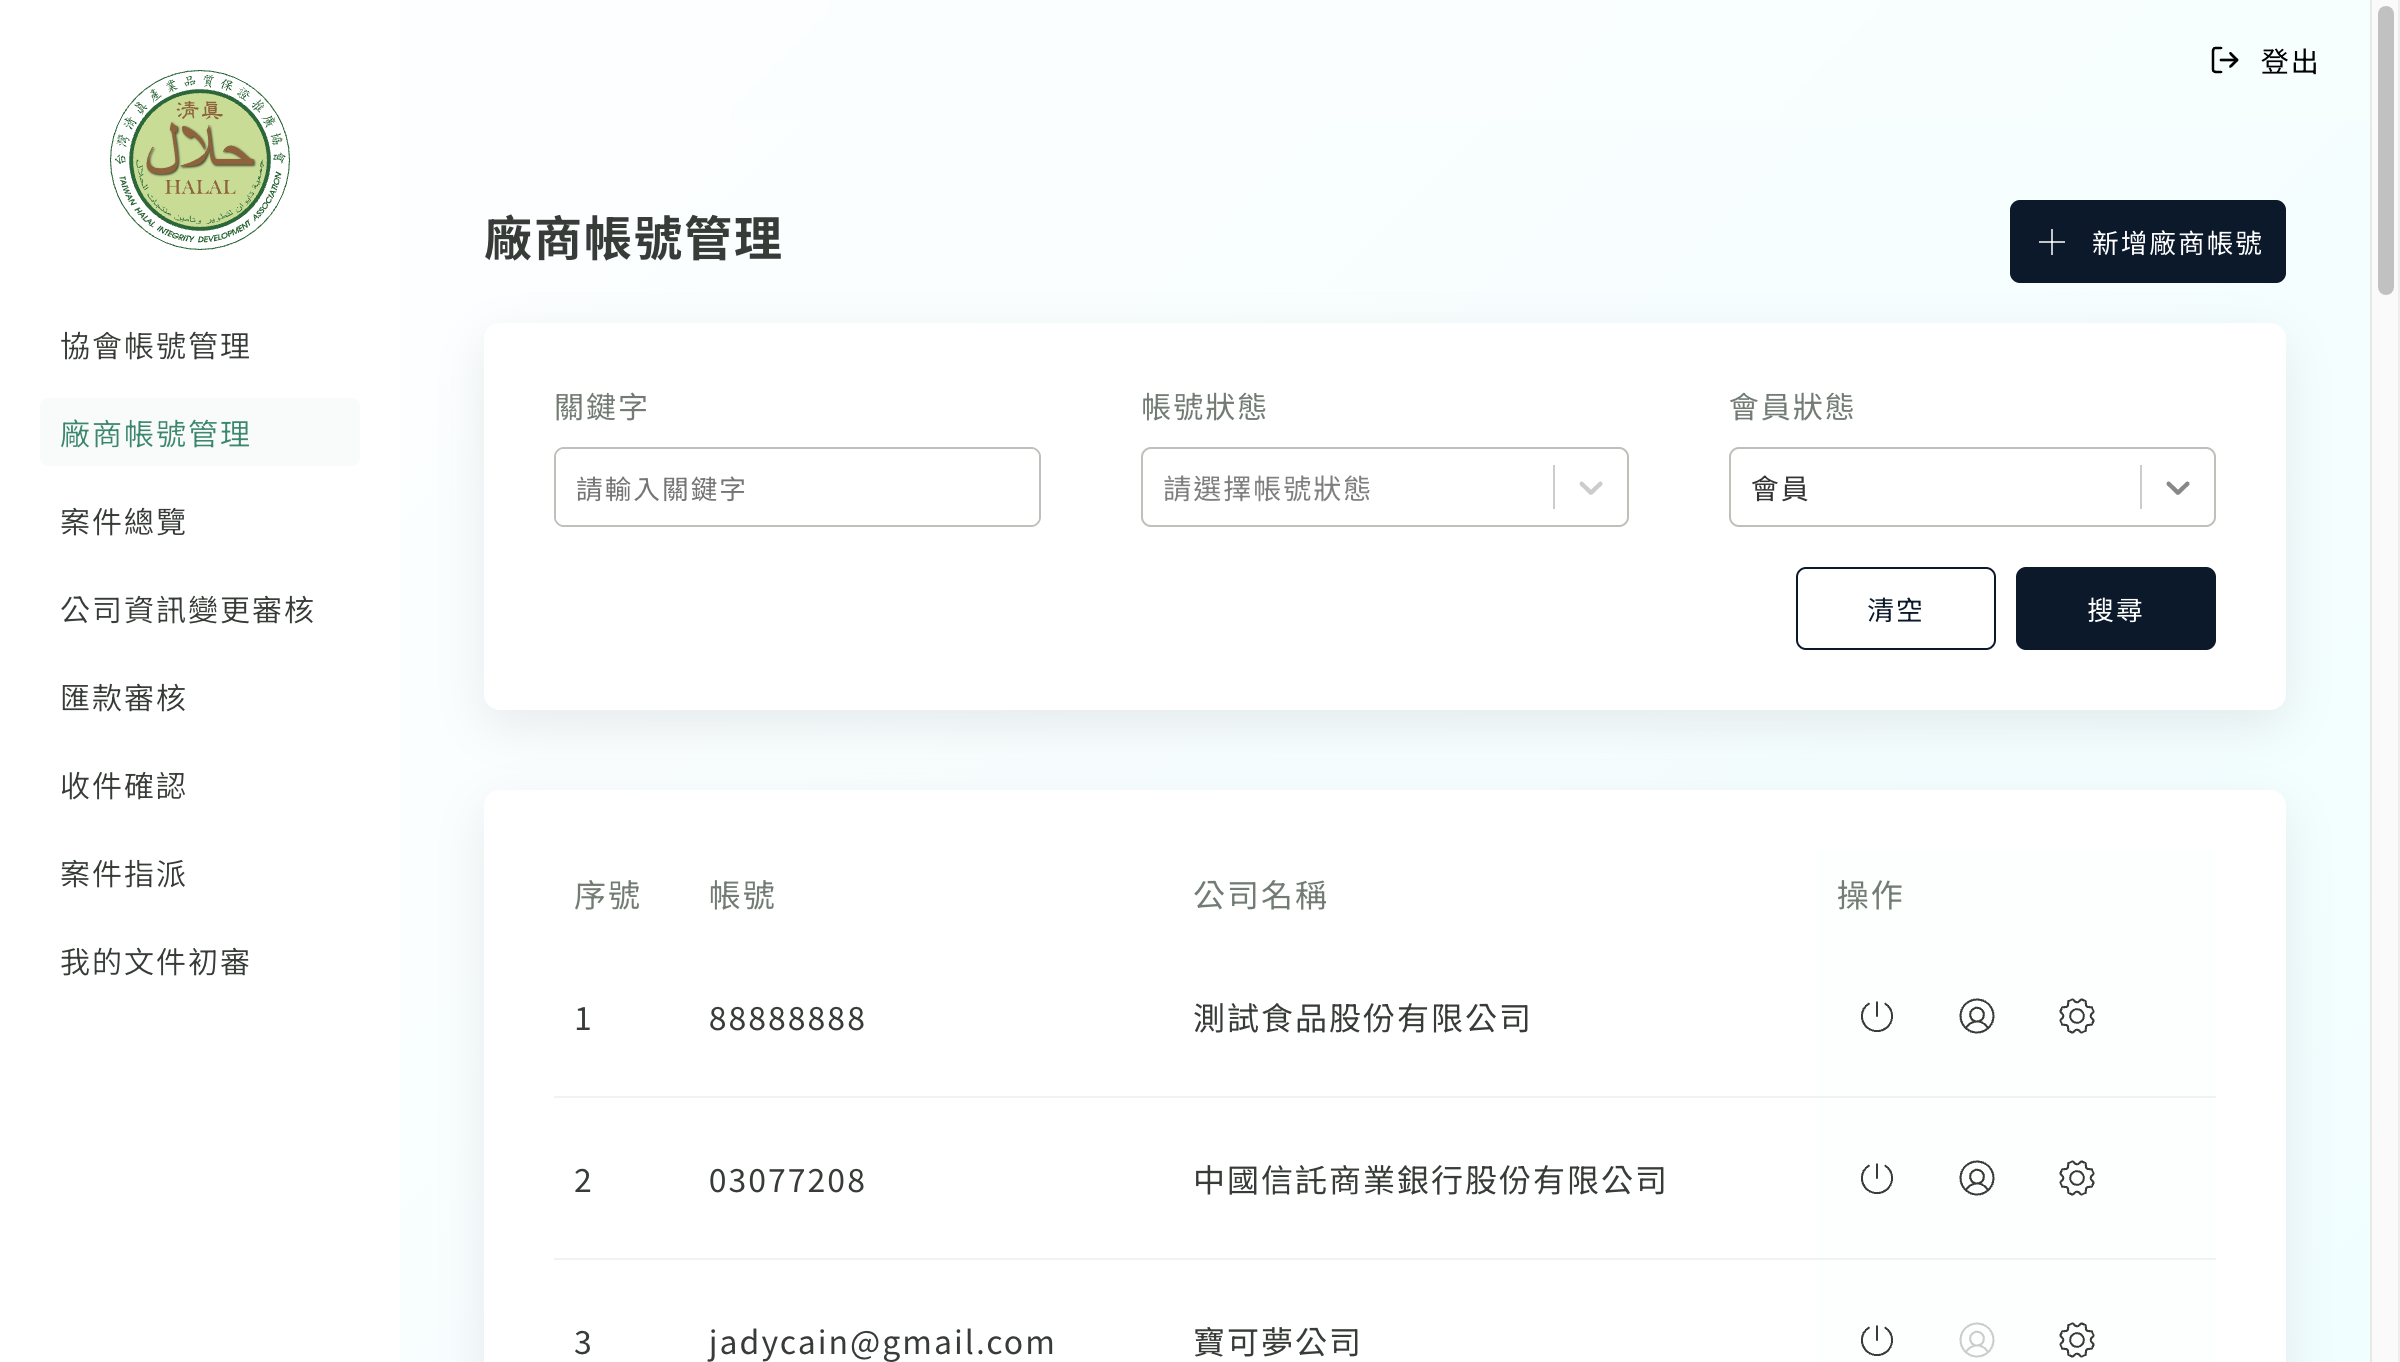 登出
台灣清真產業品質保證推廣協會
清真
حلال
HALAL
TAIWAN HALAL INTEGRITY DEVELOPMENT ASSOCIATION
協會帳號管理
廠商帳號管理
案件總覽
公司資訊變更審核
匯款審核
收件確認
案件指派
我的文件初審
廠商帳號管理
新增廠商帳號
關鍵字 帳號狀態 會員狀態
請輸入關鍵字 請選擇帳號狀態 會員
清空 搜尋
序號 帳號 公司名稱 操作
1 88888888 測試食品股份有限公司
2 03077208 中國信託商業銀行股份有限公司
3 jadycain@gmail.com 寶可夢公司